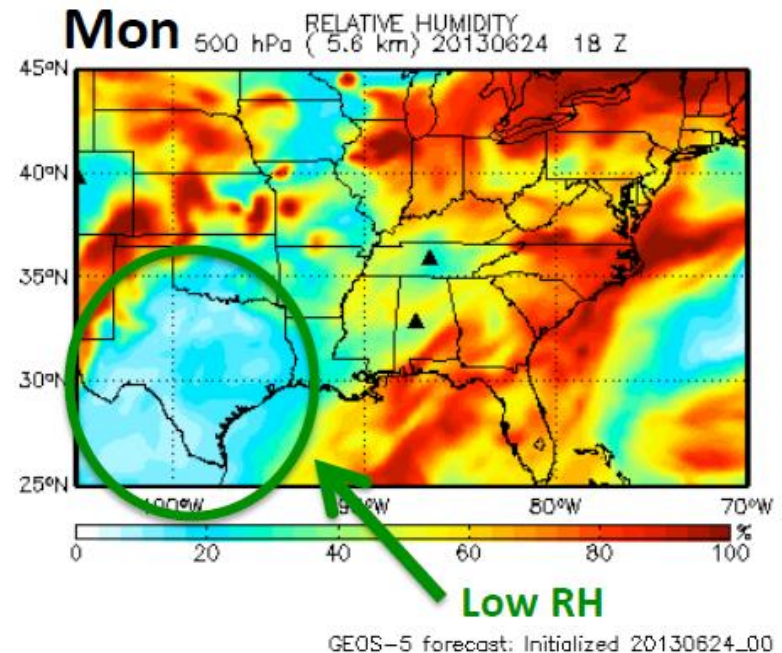 Mon RELATIVE HUMIDITY
500 hPa ( 5.6 km) 20130624 18 Z
45°N
40°N
35°N
30°N
25°N
100°W 90°W 80°W 70°W
%
0 20 40 60 80 100
Low RH
GEOS-5 forecast: Initialized 20130624_00